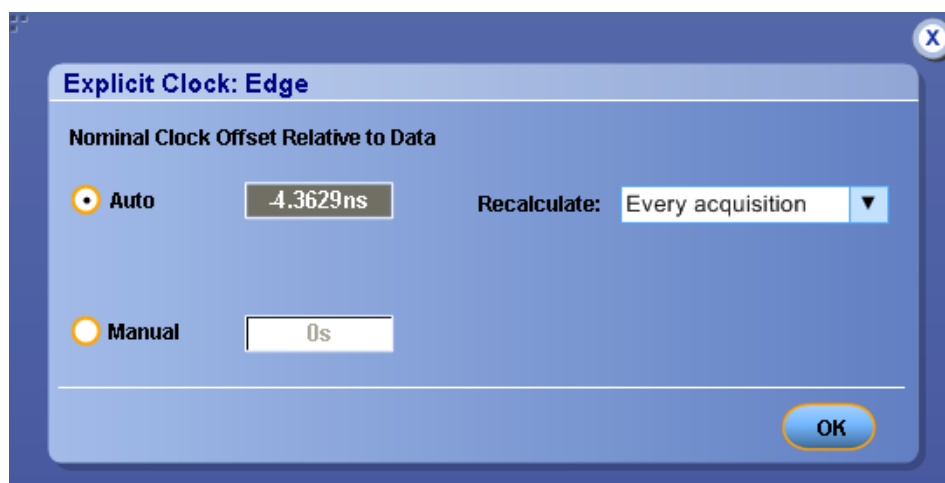 X
Explicit Clock: Edge
Nominal Clock Offset Relative to Data
Auto -4.3629ns Recalculate: Every acquisition
Manual 0s
OK